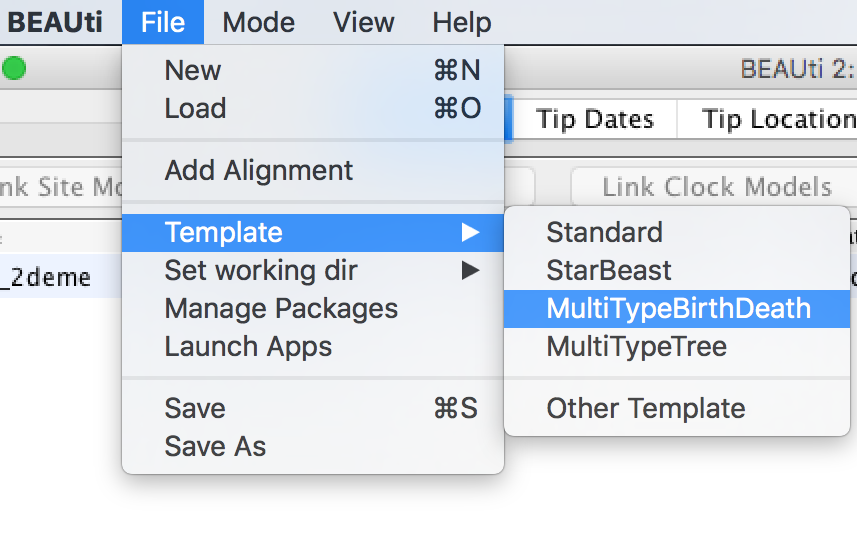 BEAUti File Mode View Help
BEAUti 2:
New ⌘N
Load ⌘O
Tip Dates Tip Location
Add Alignment
nk Site Mo Link Clock Models
Template ▶
Set working dir ▶
Manage Packages
Launch Apps
Save ⌘S
Save As
_2deme
Standard
StarBeast
MultiTypeBirthDeath
MultiTypeTree
Other Template